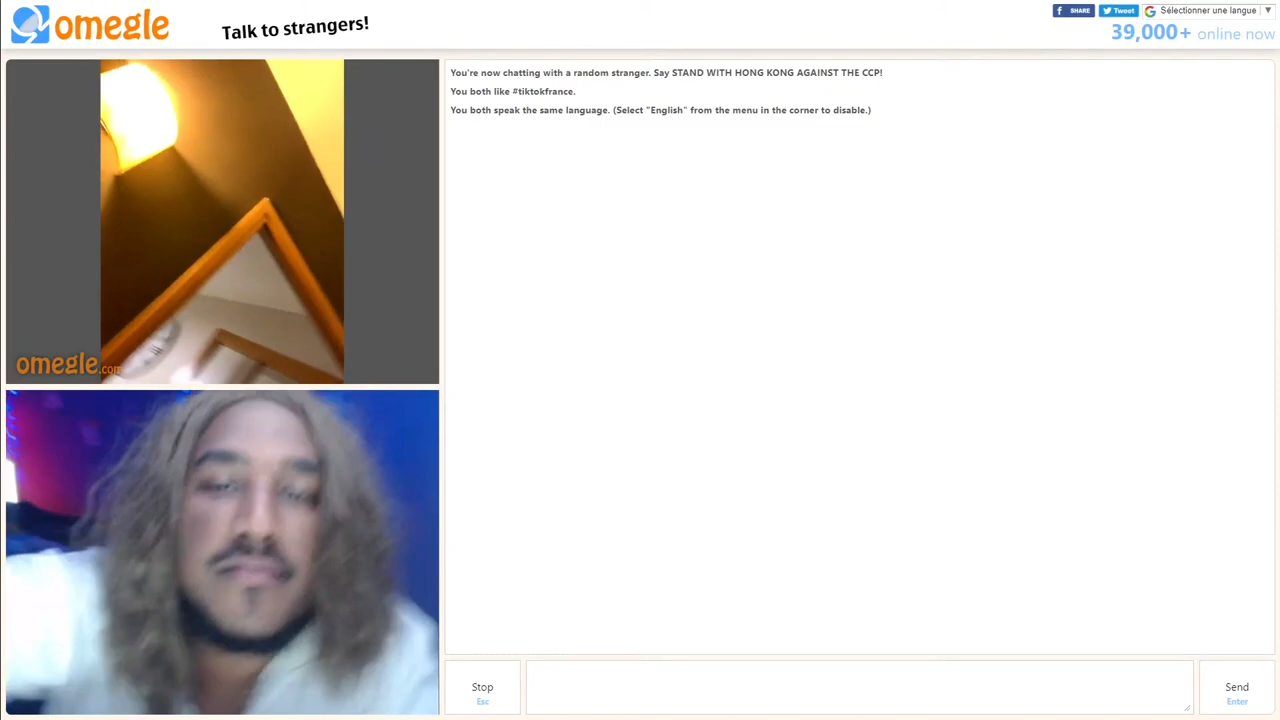 omegle
Talk to strangers!
SHARE
Tweet
Sélectionner une langue
39,000+ online now
You're now chatting with a random stranger. Say STAND WITH HONG KONG AGAINST THE CCP!
You both like #tiktokfrance.
You both speak the same language. (Select "English" from the menu in the corner to disable.)
omegle.com
Stop
Esc
Send
Enter